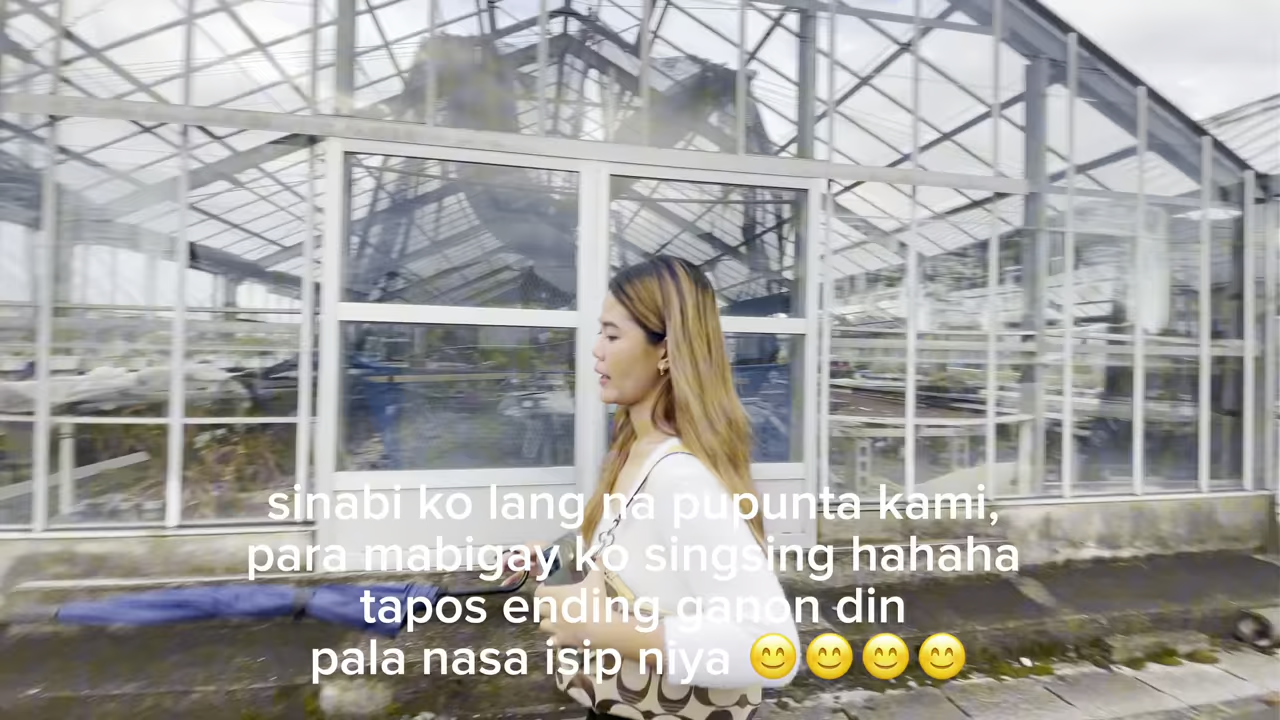 sinabi ko lang na pupunta kami,
para mabigay ko singsing hahaha
tapos ending ganon din
pala nasa isip niya 😊😊😊😊